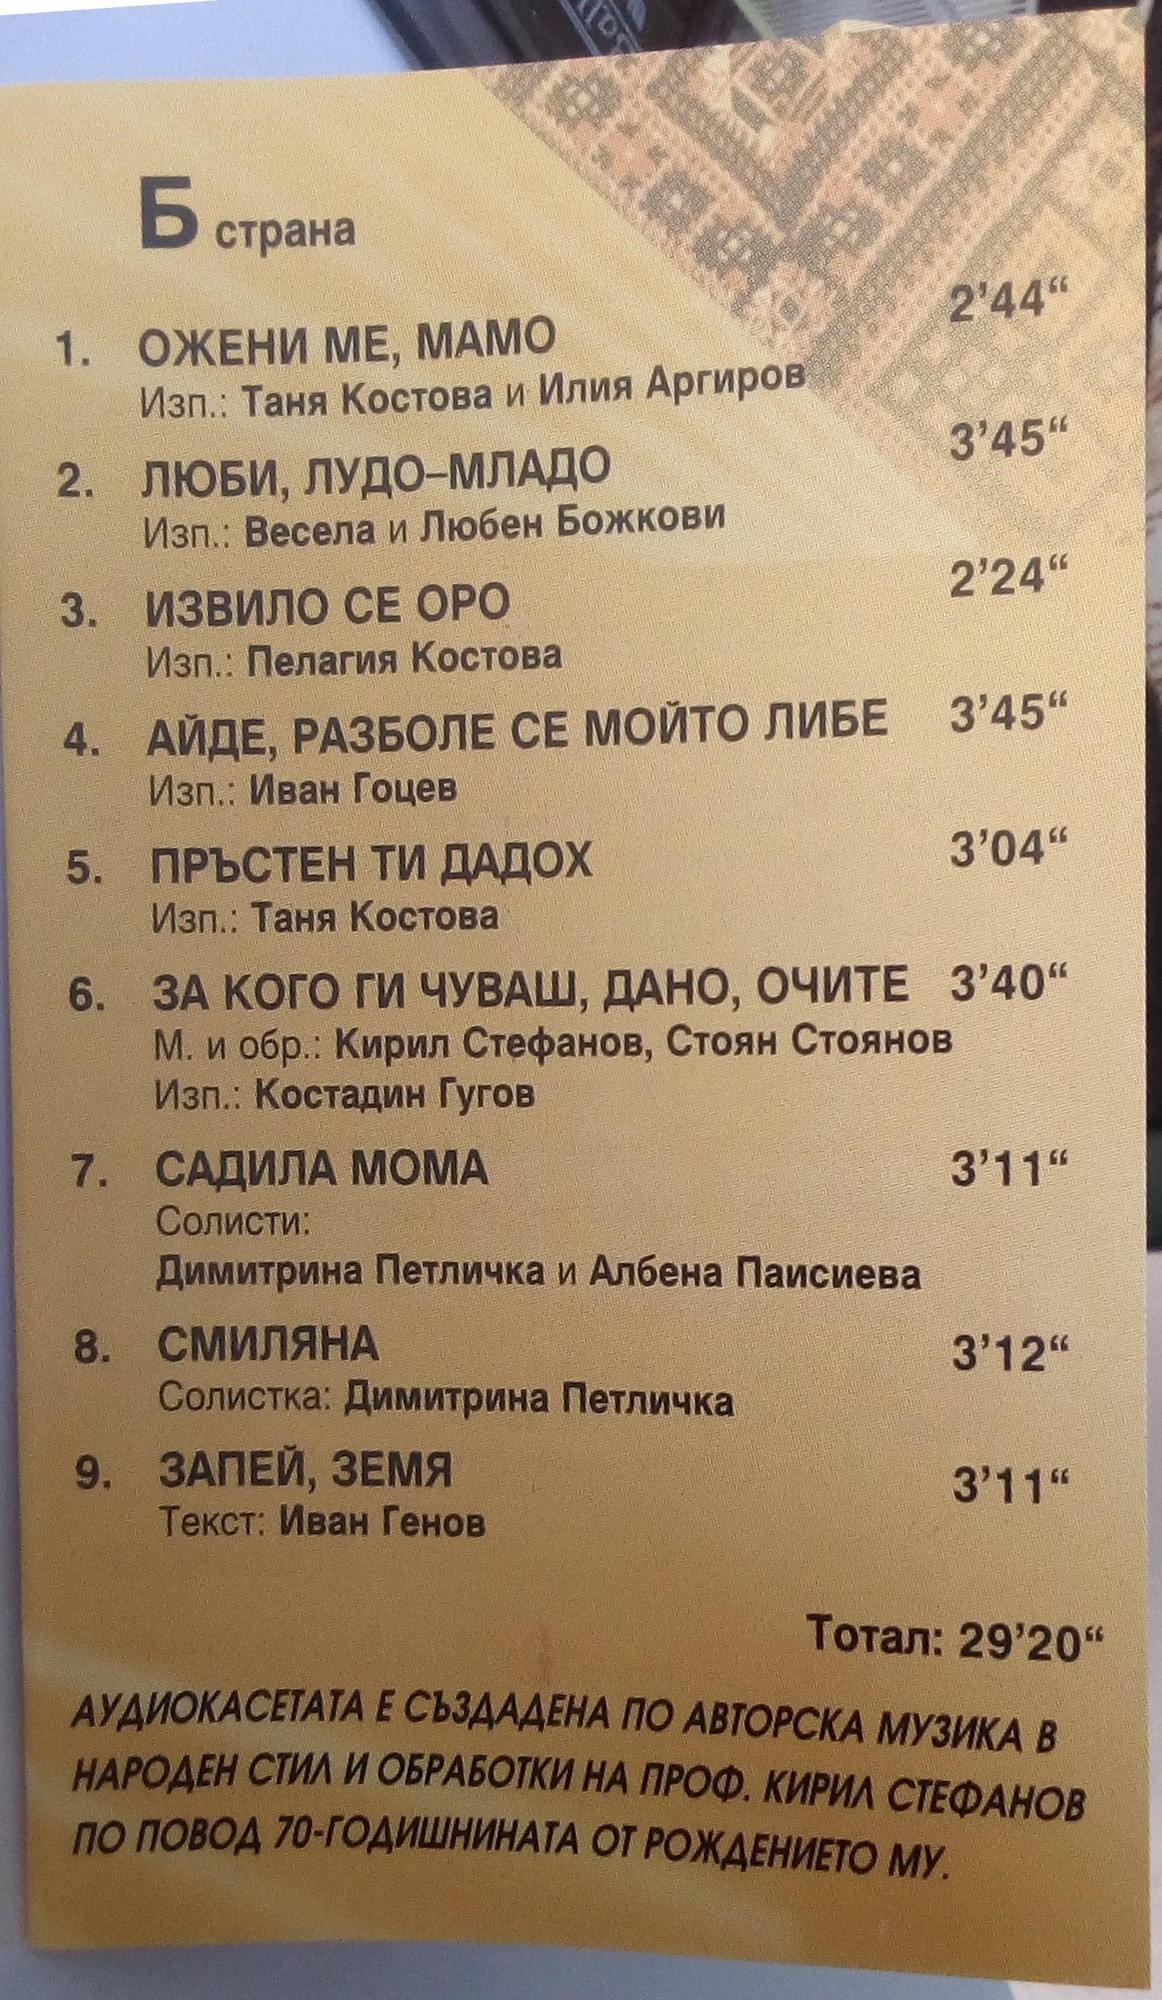 Б страна
1. ОЖЕНИ МЕ, МАМО 2’44“
Изп.: Таня Костова и Илия Аргиров
2. ЛЮБИ, ЛУДО–МЛАДО 3’45“
Изп.: Весела и Любен Божкови
3. ИЗВИЛО СЕ ОРО 2’24“
Изп.: Пелагия Костова
4. АЙДЕ, РАЗБОЛЕ СЕ МОЙТО ЛИБЕ 3’45“
Изп.: Иван Гоцев
5. ПРЪСТЕН ТИ ДАДОХ 3’04“
Изп.: Таня Костова
6. ЗА КОГО ГИ ЧУВАШ, ДАНО, ОЧИТЕ 3’40“
М. и обр.: Кирил Стефанов, Стоян Стоянов
Изп.: Костадин Гугов
7. САДИЛА МОМА 3’11“
Солисти:
Димитрина Петличка и Албена Паисиева
8. СМИЛЯНА 3’12“
Солистка: Димитрина Петличка
9. ЗАПЕЙ, ЗЕМЯ 3’11“
Текст: Иван Генов
Тотал: 29’20“
АУДИОКАСЕТАТА Е СЪЗДАДЕНА ПО АВТОРСКА МУЗИКА В
НАРОДЕН СТИЛ И ОБРАБОТКИ НА ПРОФ. КИРИЛ СТЕФАНОВ
ПО ПОВОД 70-ГОДИШНИНАТА ОТ РОЖДЕНИЕТО МУ.